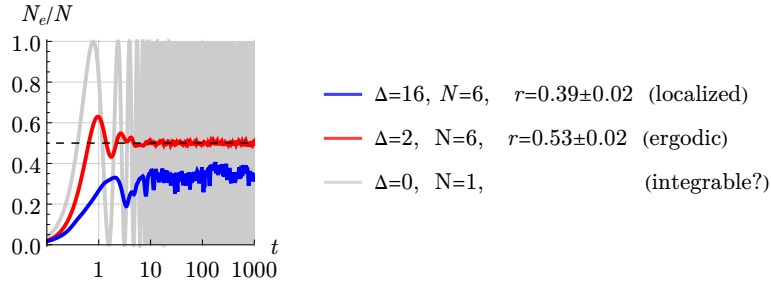 N_e/N
1.0
0.8
0.6
0.4
0.2
0.0
1 10 100 1000
t
Δ=16, N=6, r=0.39±0.02 (localized)
Δ=2, N=6, r=0.53±0.02 (ergodic)
Δ=0, N=1, (integrable?)